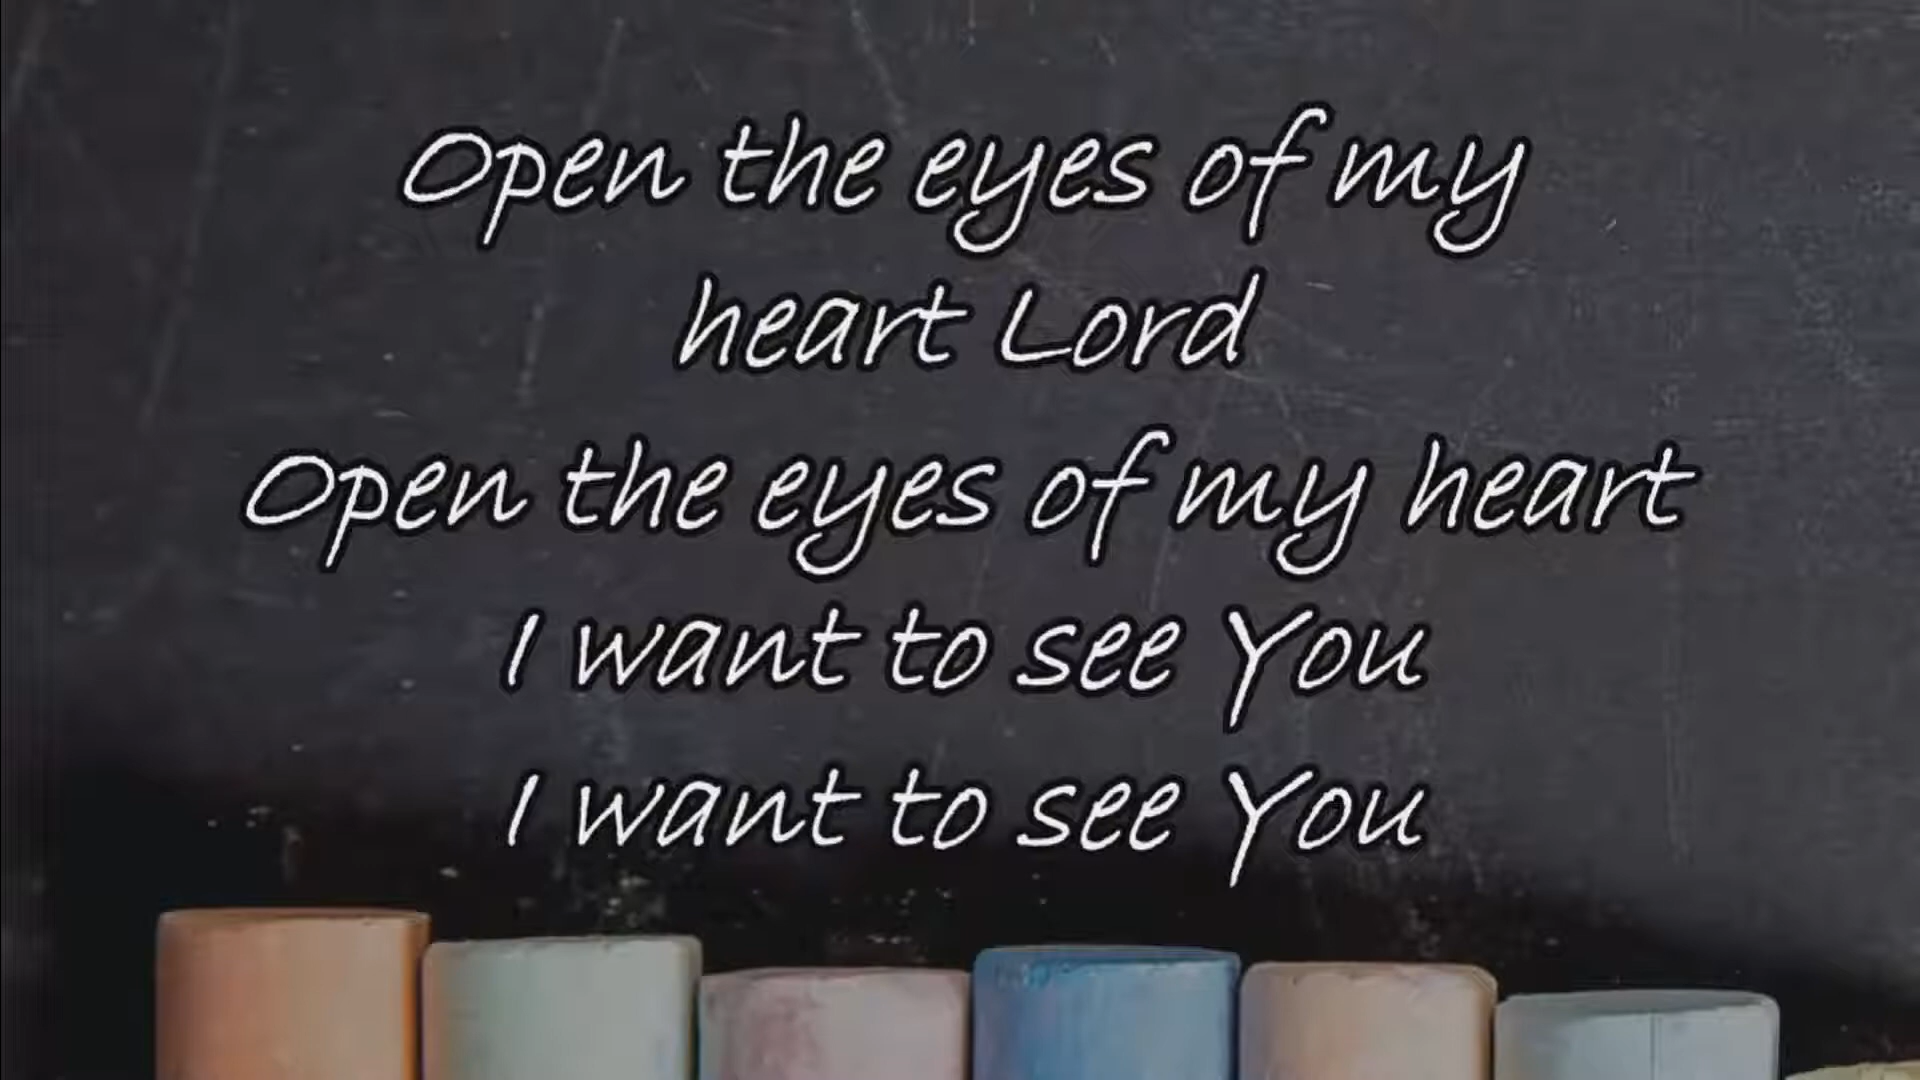 Open the eyes of my
heart Lord
Open the eyes of my heart
I want to see You
I want to see You